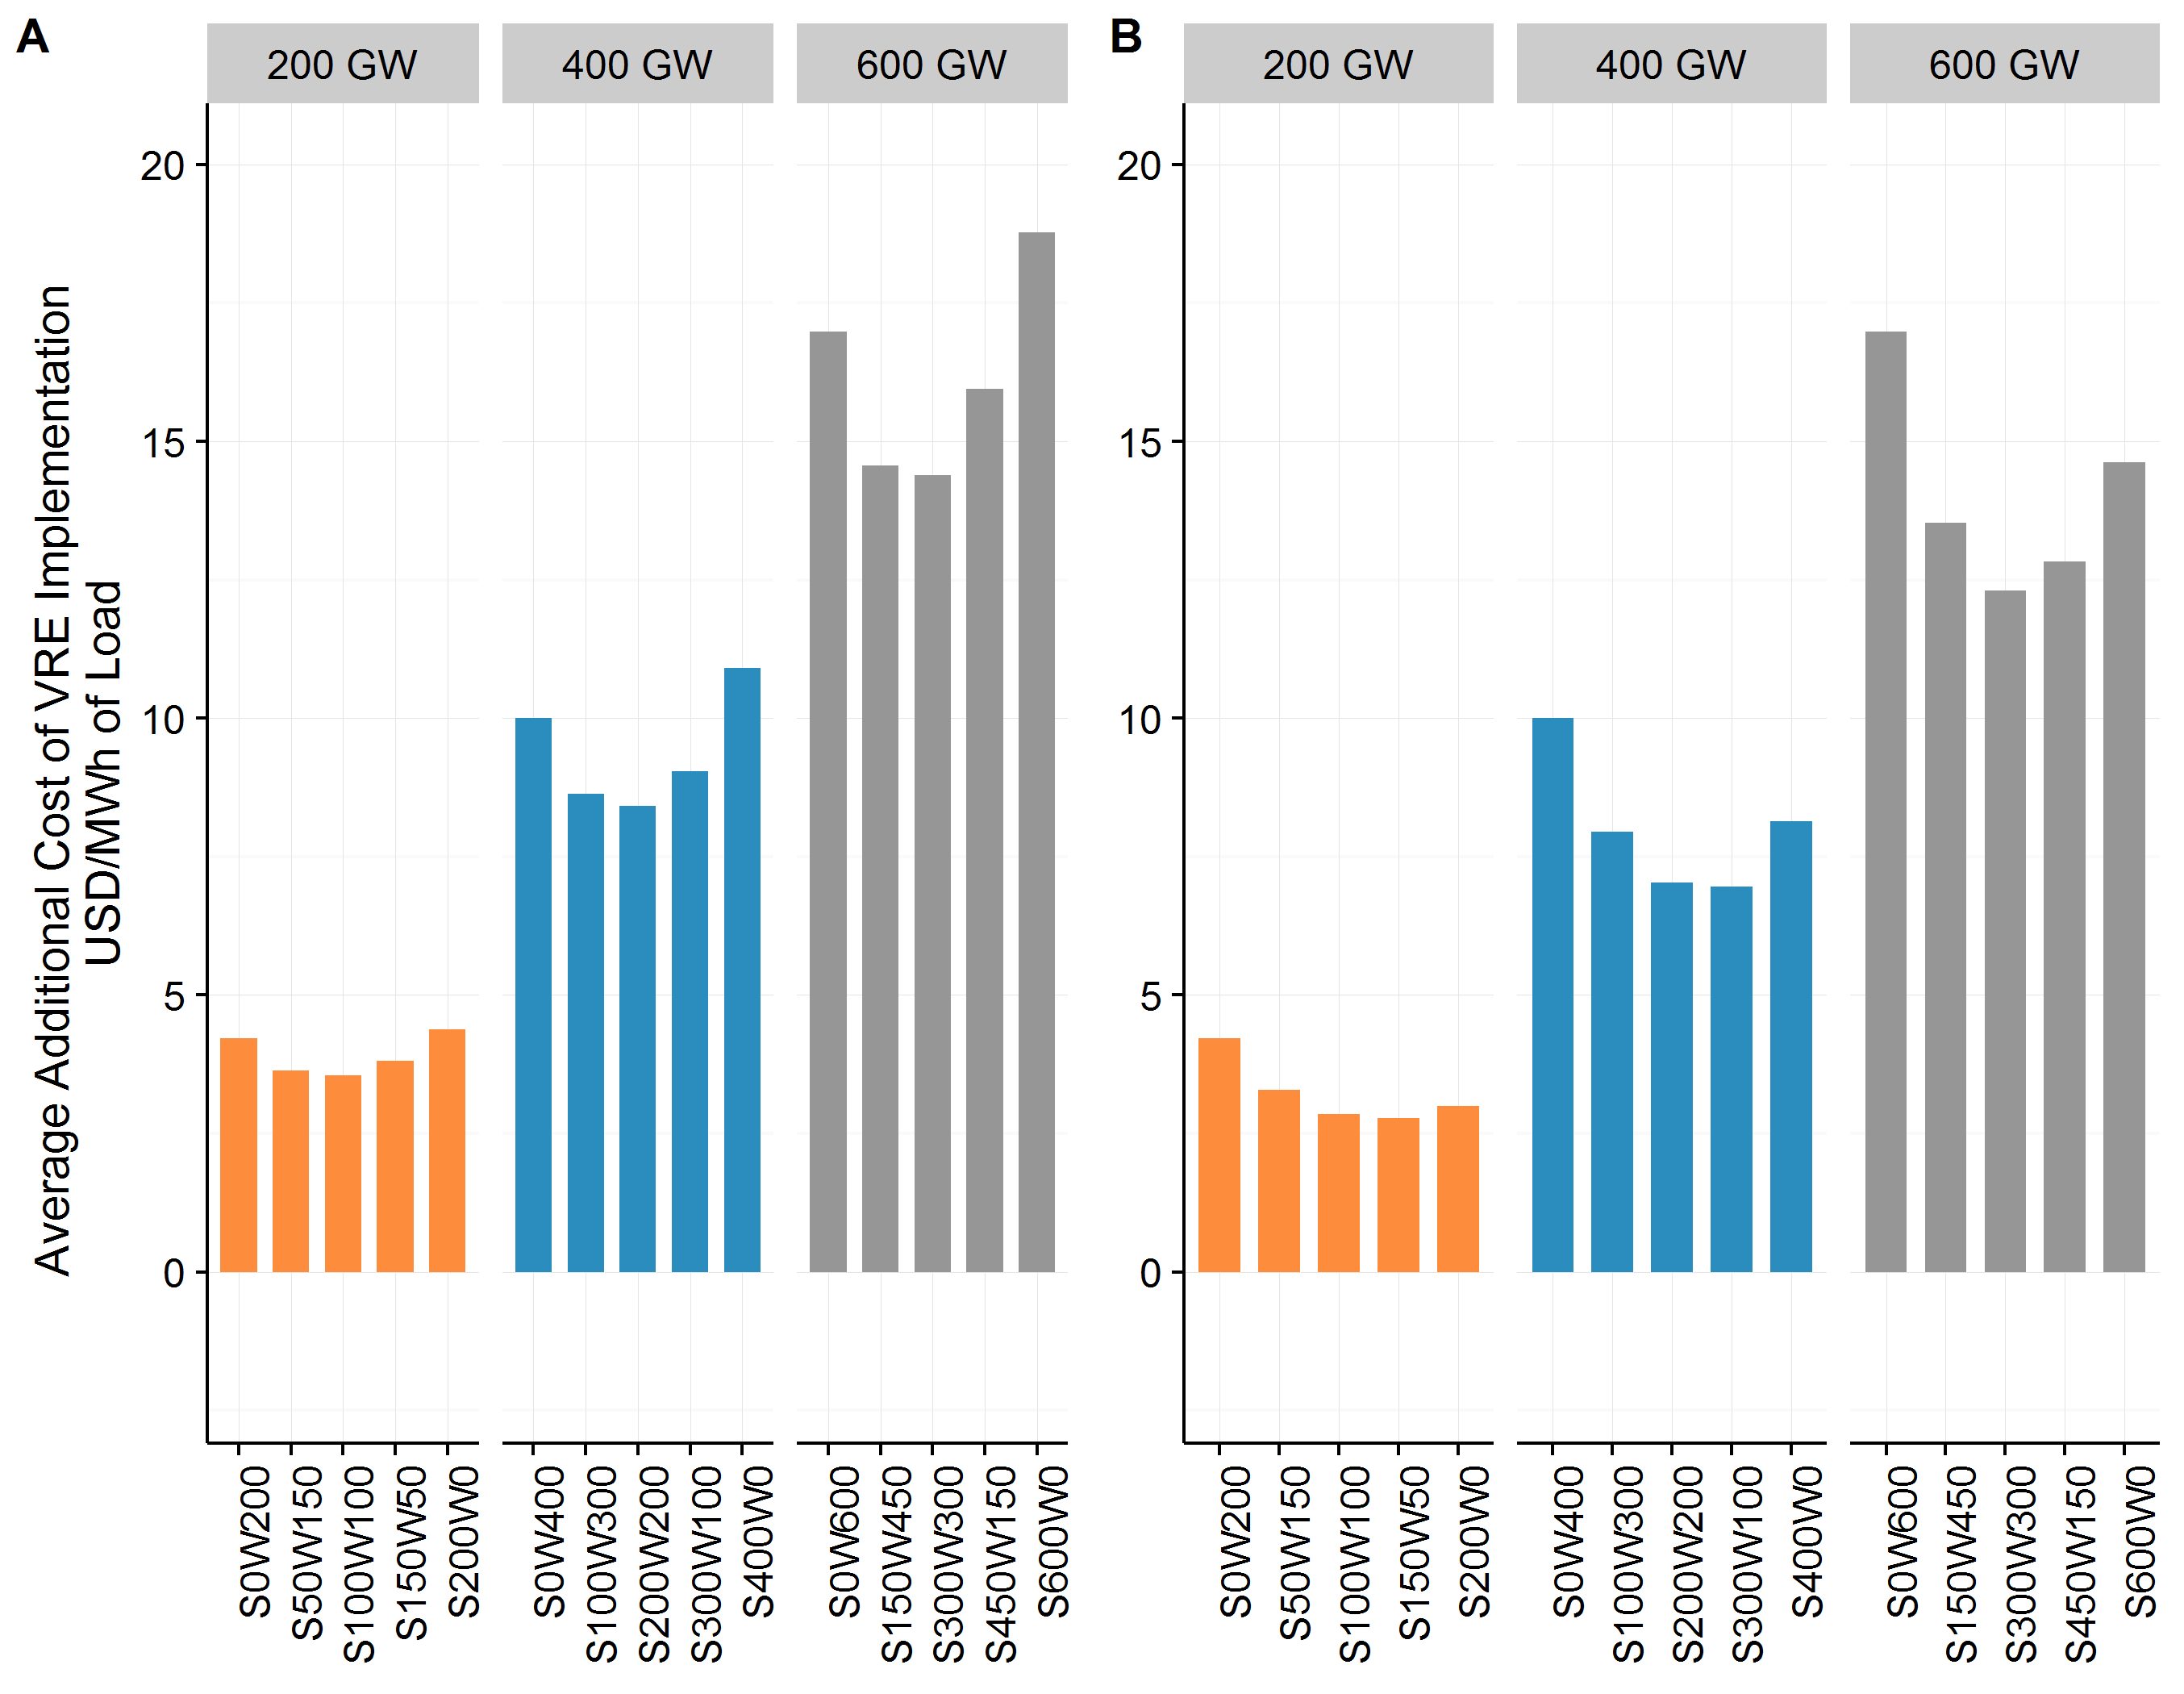 A
200 GW
400 GW
600 GW
B
200 GW
400 GW
600 GW
Average Additional Cost of VRE Implementation
USD/MWh of Load
20
15
10
5
0
20
15
10
5
0
S0W200
S50W150
S100W100
S150W50
S200W0
S0W400
S100W300
S200W200
S300W100
S400W0
S0W600
S150W450
S300W300
S450W150
S600W0
S0W200
S50W150
S100W100
S150W50
S200W0
S0W400
S100W300
S200W200
S300W100
S400W0
S0W600
S150W450
S300W300
S450W150
S600W0